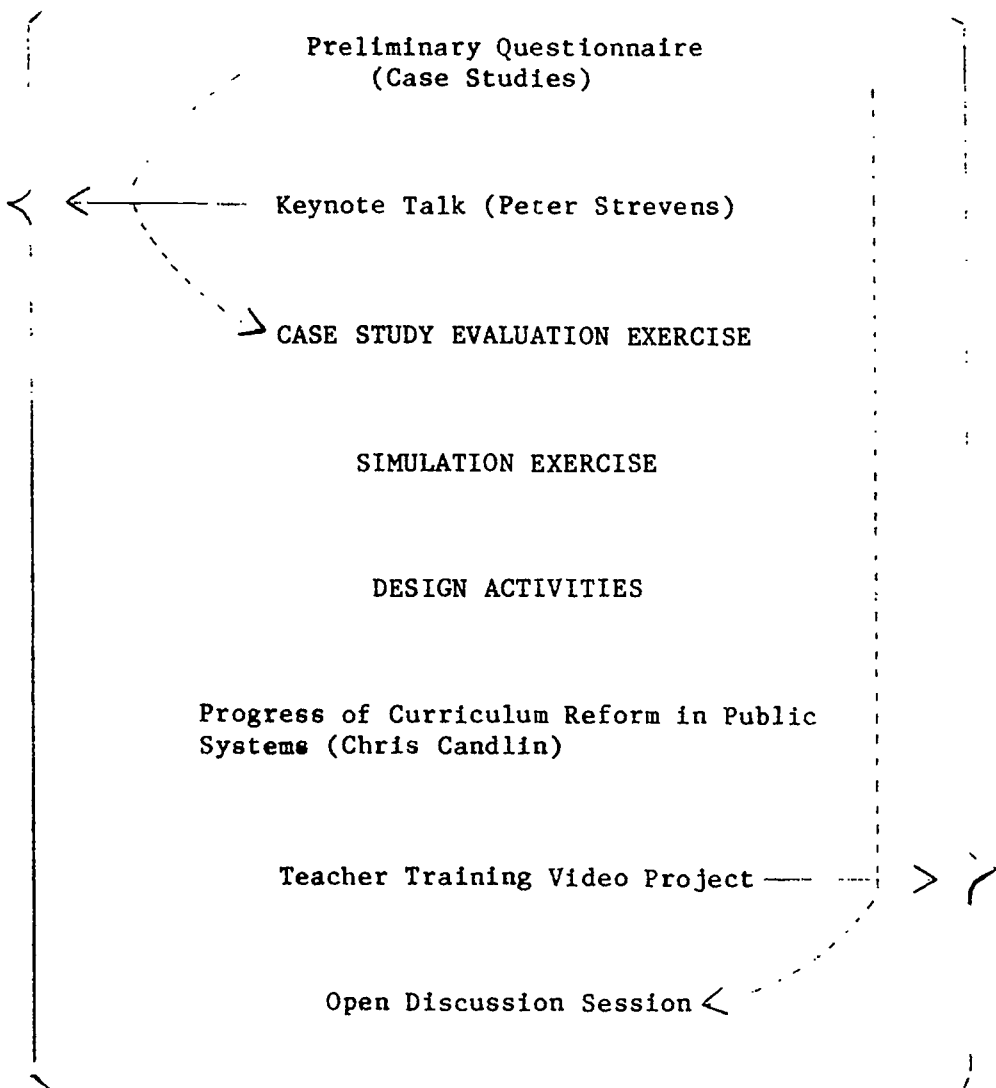 Preliminary Questionnaire
(Case Studies)
Keynote Talk (Peter Strevens)
CASE STUDY EVALUATION EXERCISE
SIMULATION EXERCISE
DESIGN ACTIVITIES
Progress of Curriculum Reform in Public
Systems (Chris Candlin)
Teacher Training Video Project
Open Discussion Session